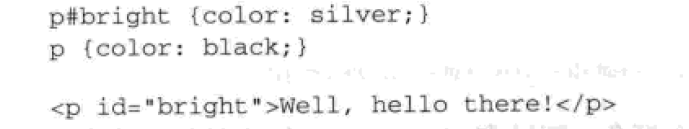 p#bright {color: silver;}
p {color: black;}
<p id="bright">Well, hello there!</p>